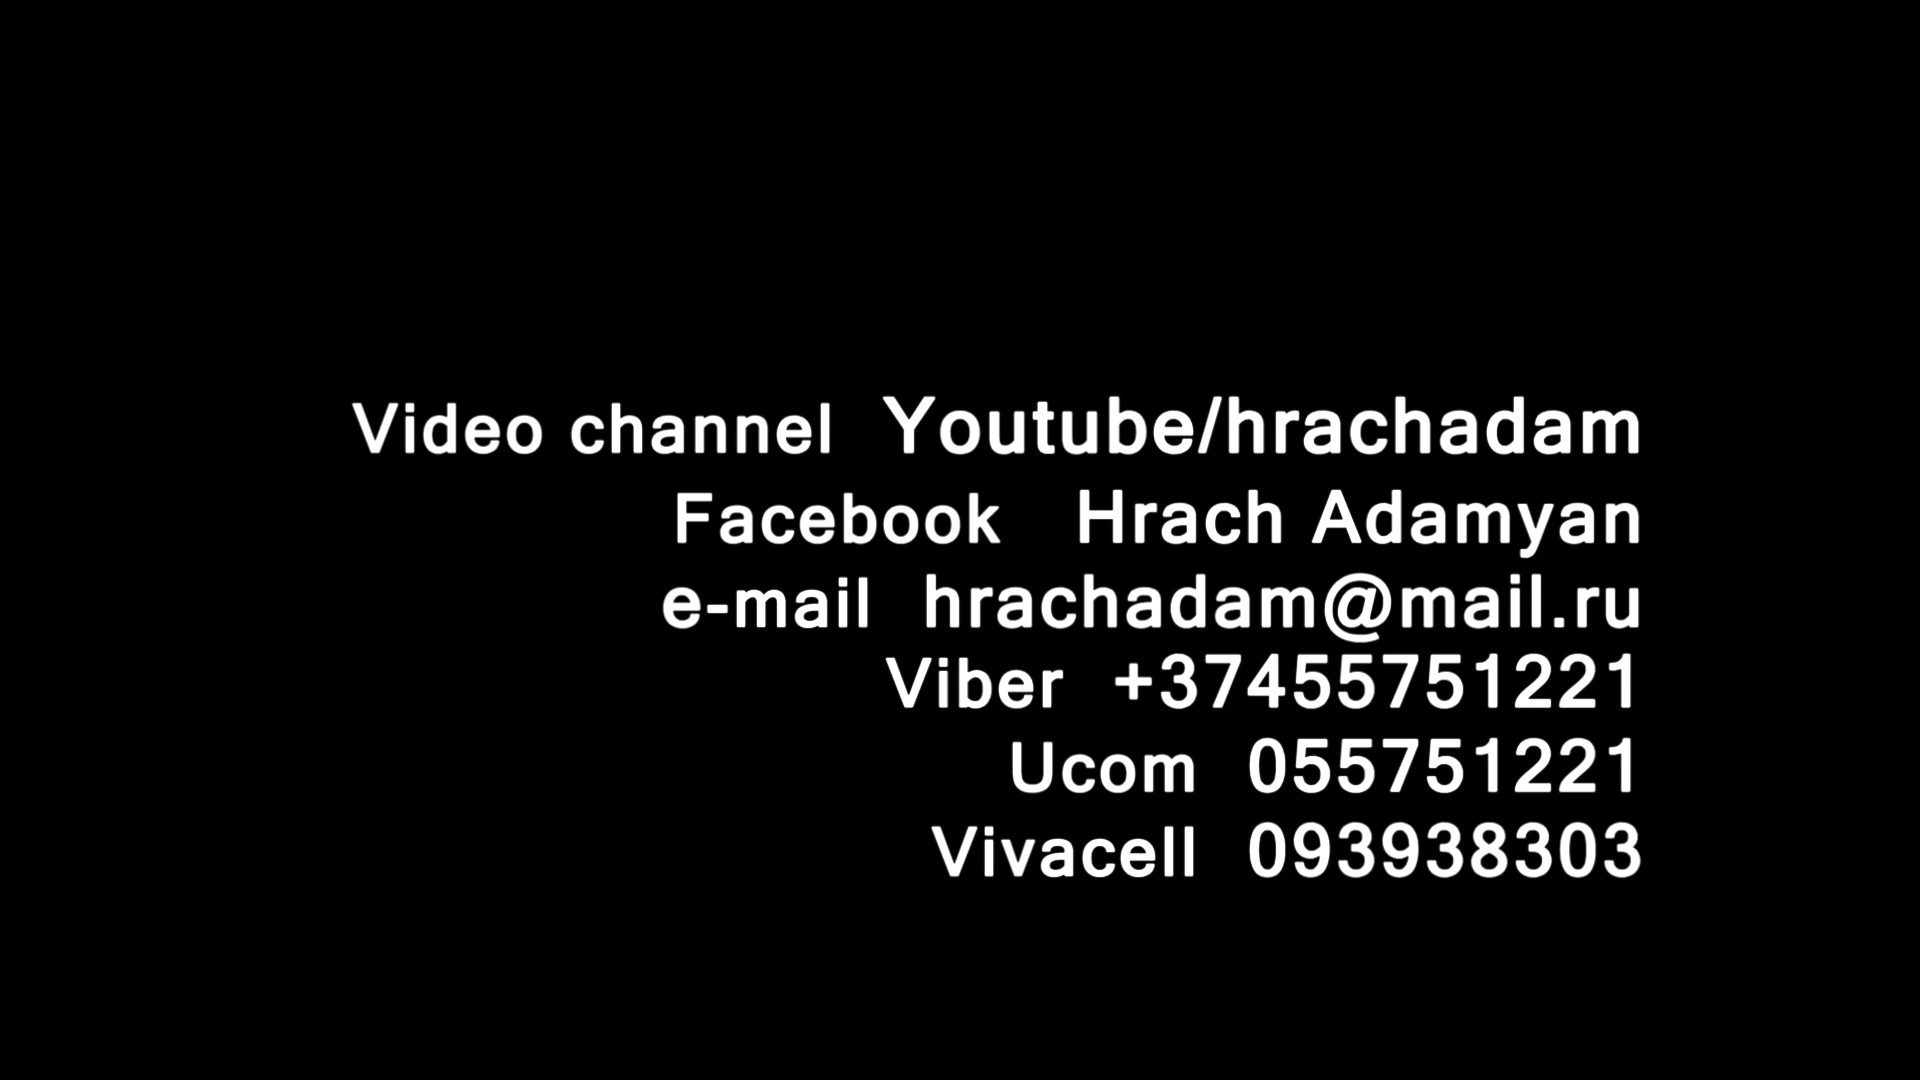 Video channel Youtube/hrachadam
Facebook Hrach Adamyan
e-mail hrachadam@mail.ru
Viber +37455751221
Ucom 055751221
Vivacell 093938303